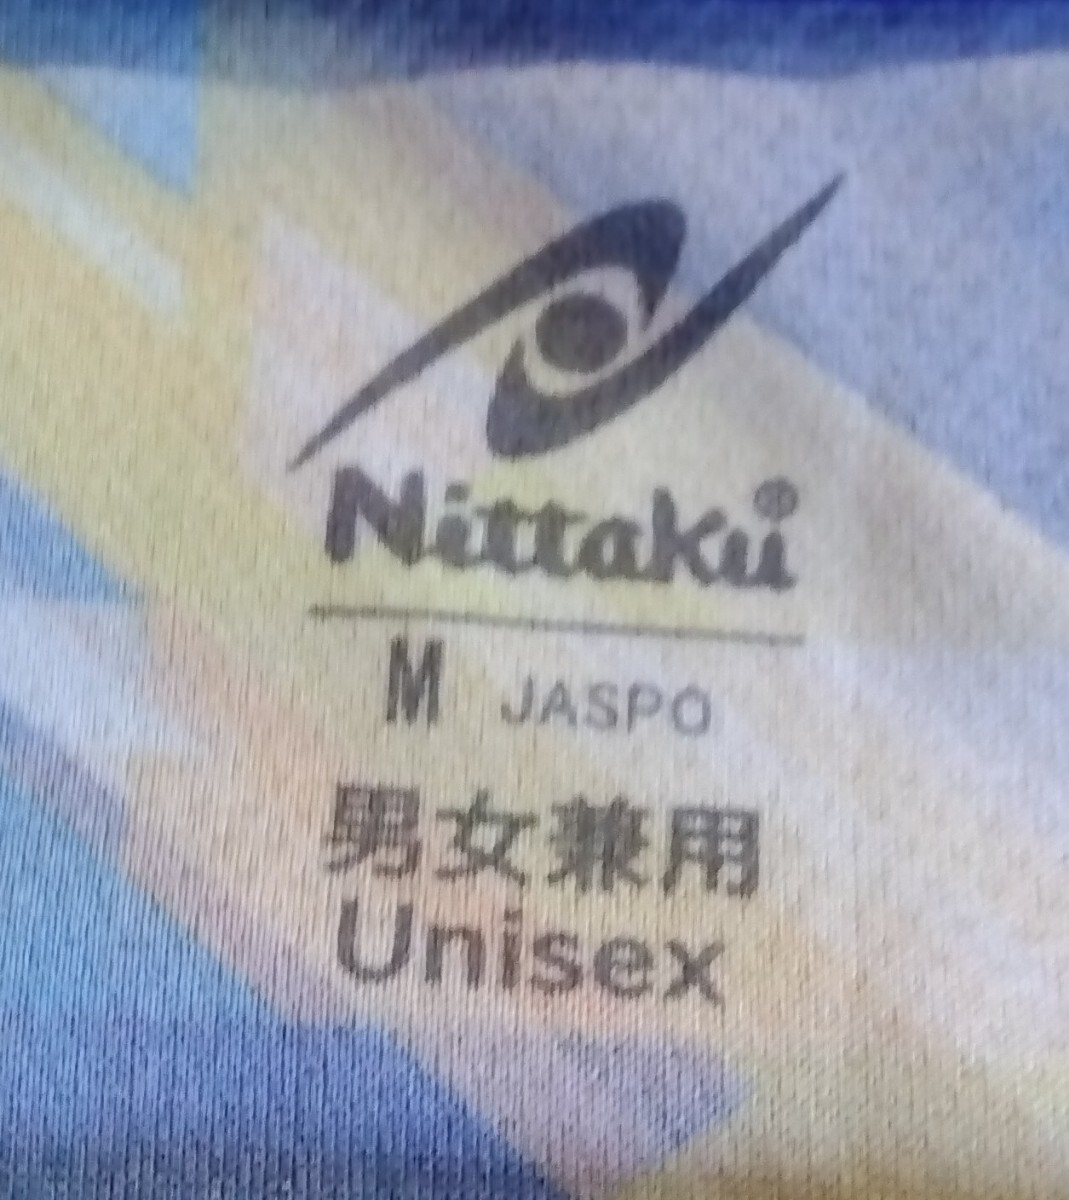 Nittaku®
M JASPO
男女兼用
Unisex